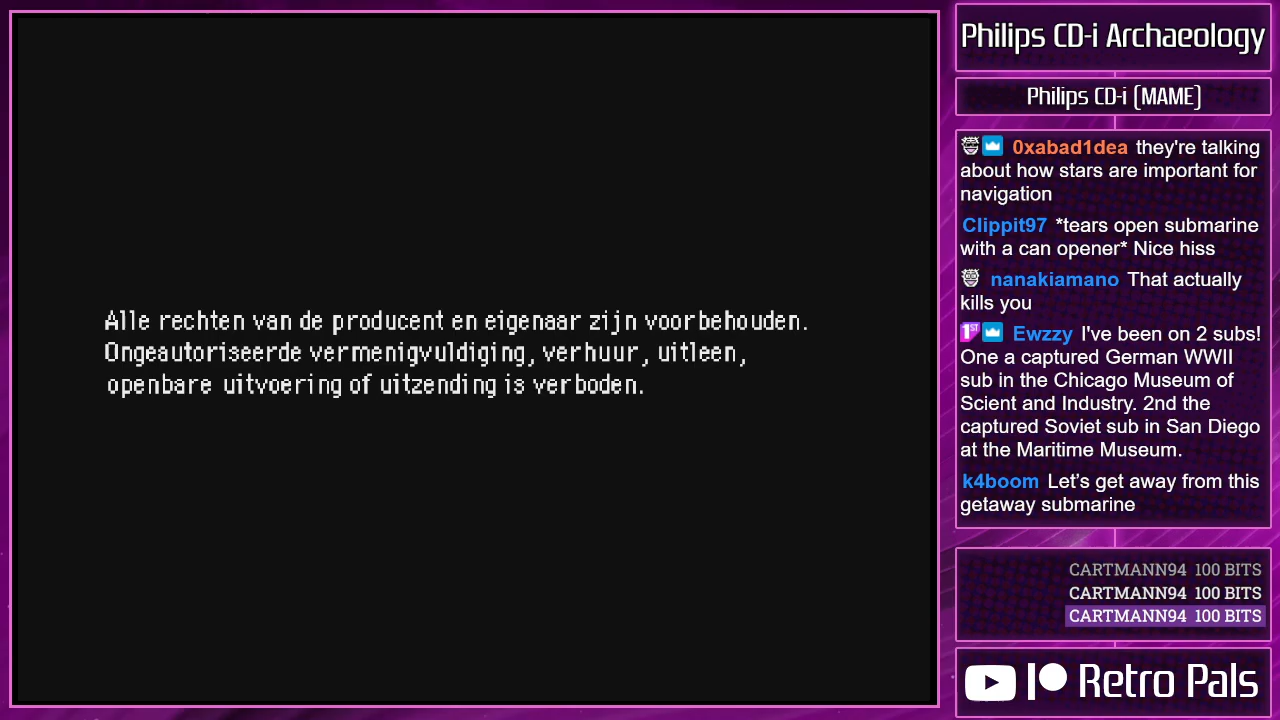 Alle rechten van de producent en eigenaar zijn voorbehouden.
Ongeautoriseerde vermenigvuldiging, verhuur, uitleen,
openbare uitvoering of uitzending is verboden.
Philips CD-i Archaeology
Philips CD-i [MAME]
0xabad1dea they're talking
about how stars are important for
navigation
Clippit97 *tears open submarine
with a can opener* Nice hiss
nanakiamano That actually
kills you
1ST Ewzzy I've been on 2 subs!
One a captured German WWII
sub in the Chicago Museum of
Scient and Industry. 2nd the
captured Soviet sub in San Diego
at the Maritime Museum.
k4boom Let's get away from this
getaway submarine
CARTMANN94 100 BITS
CARTMANN94 100 BITS
CARTMANN94 100 BITS
Retro Pals